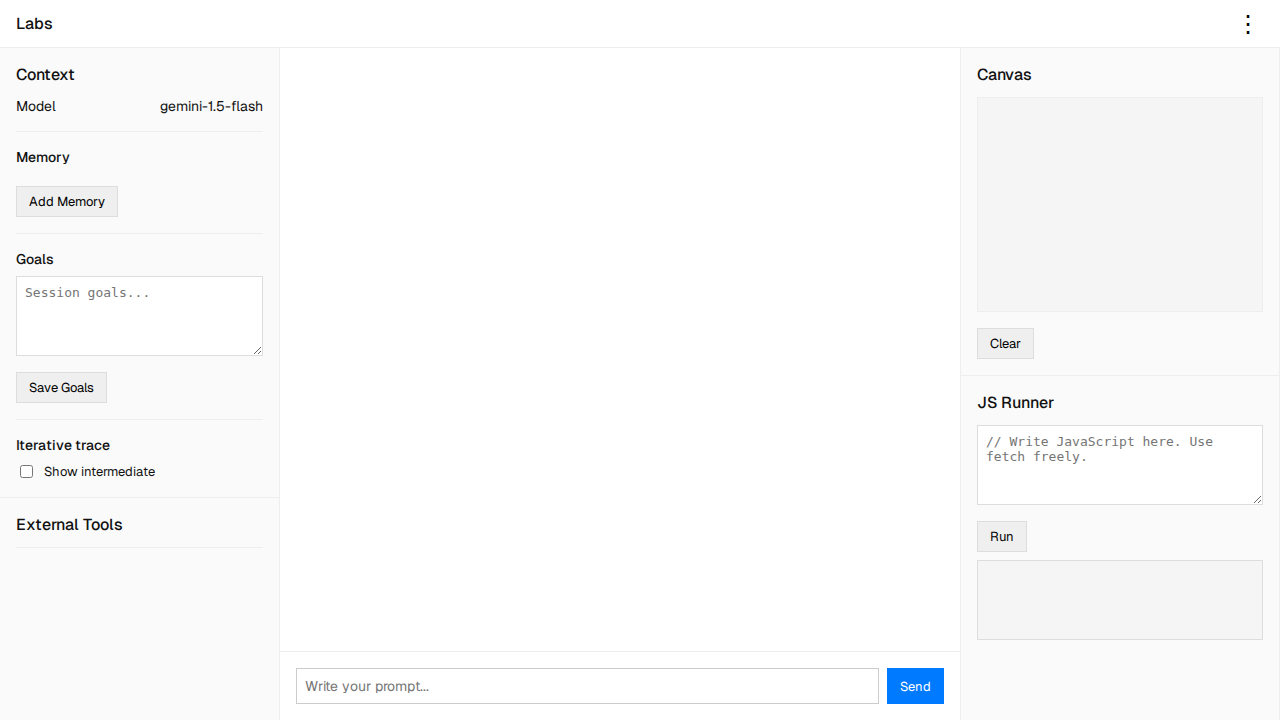 Labs
⋮
Context
Model gemini-1.5-flash
Memory
Add Memory
Goals
Session goals...
Save Goals
Iterative trace
Show intermediate
External Tools
Write your prompt...
Send
Canvas
Clear
JS Runner
// Write JavaScript here. Use
fetch freely.
Run